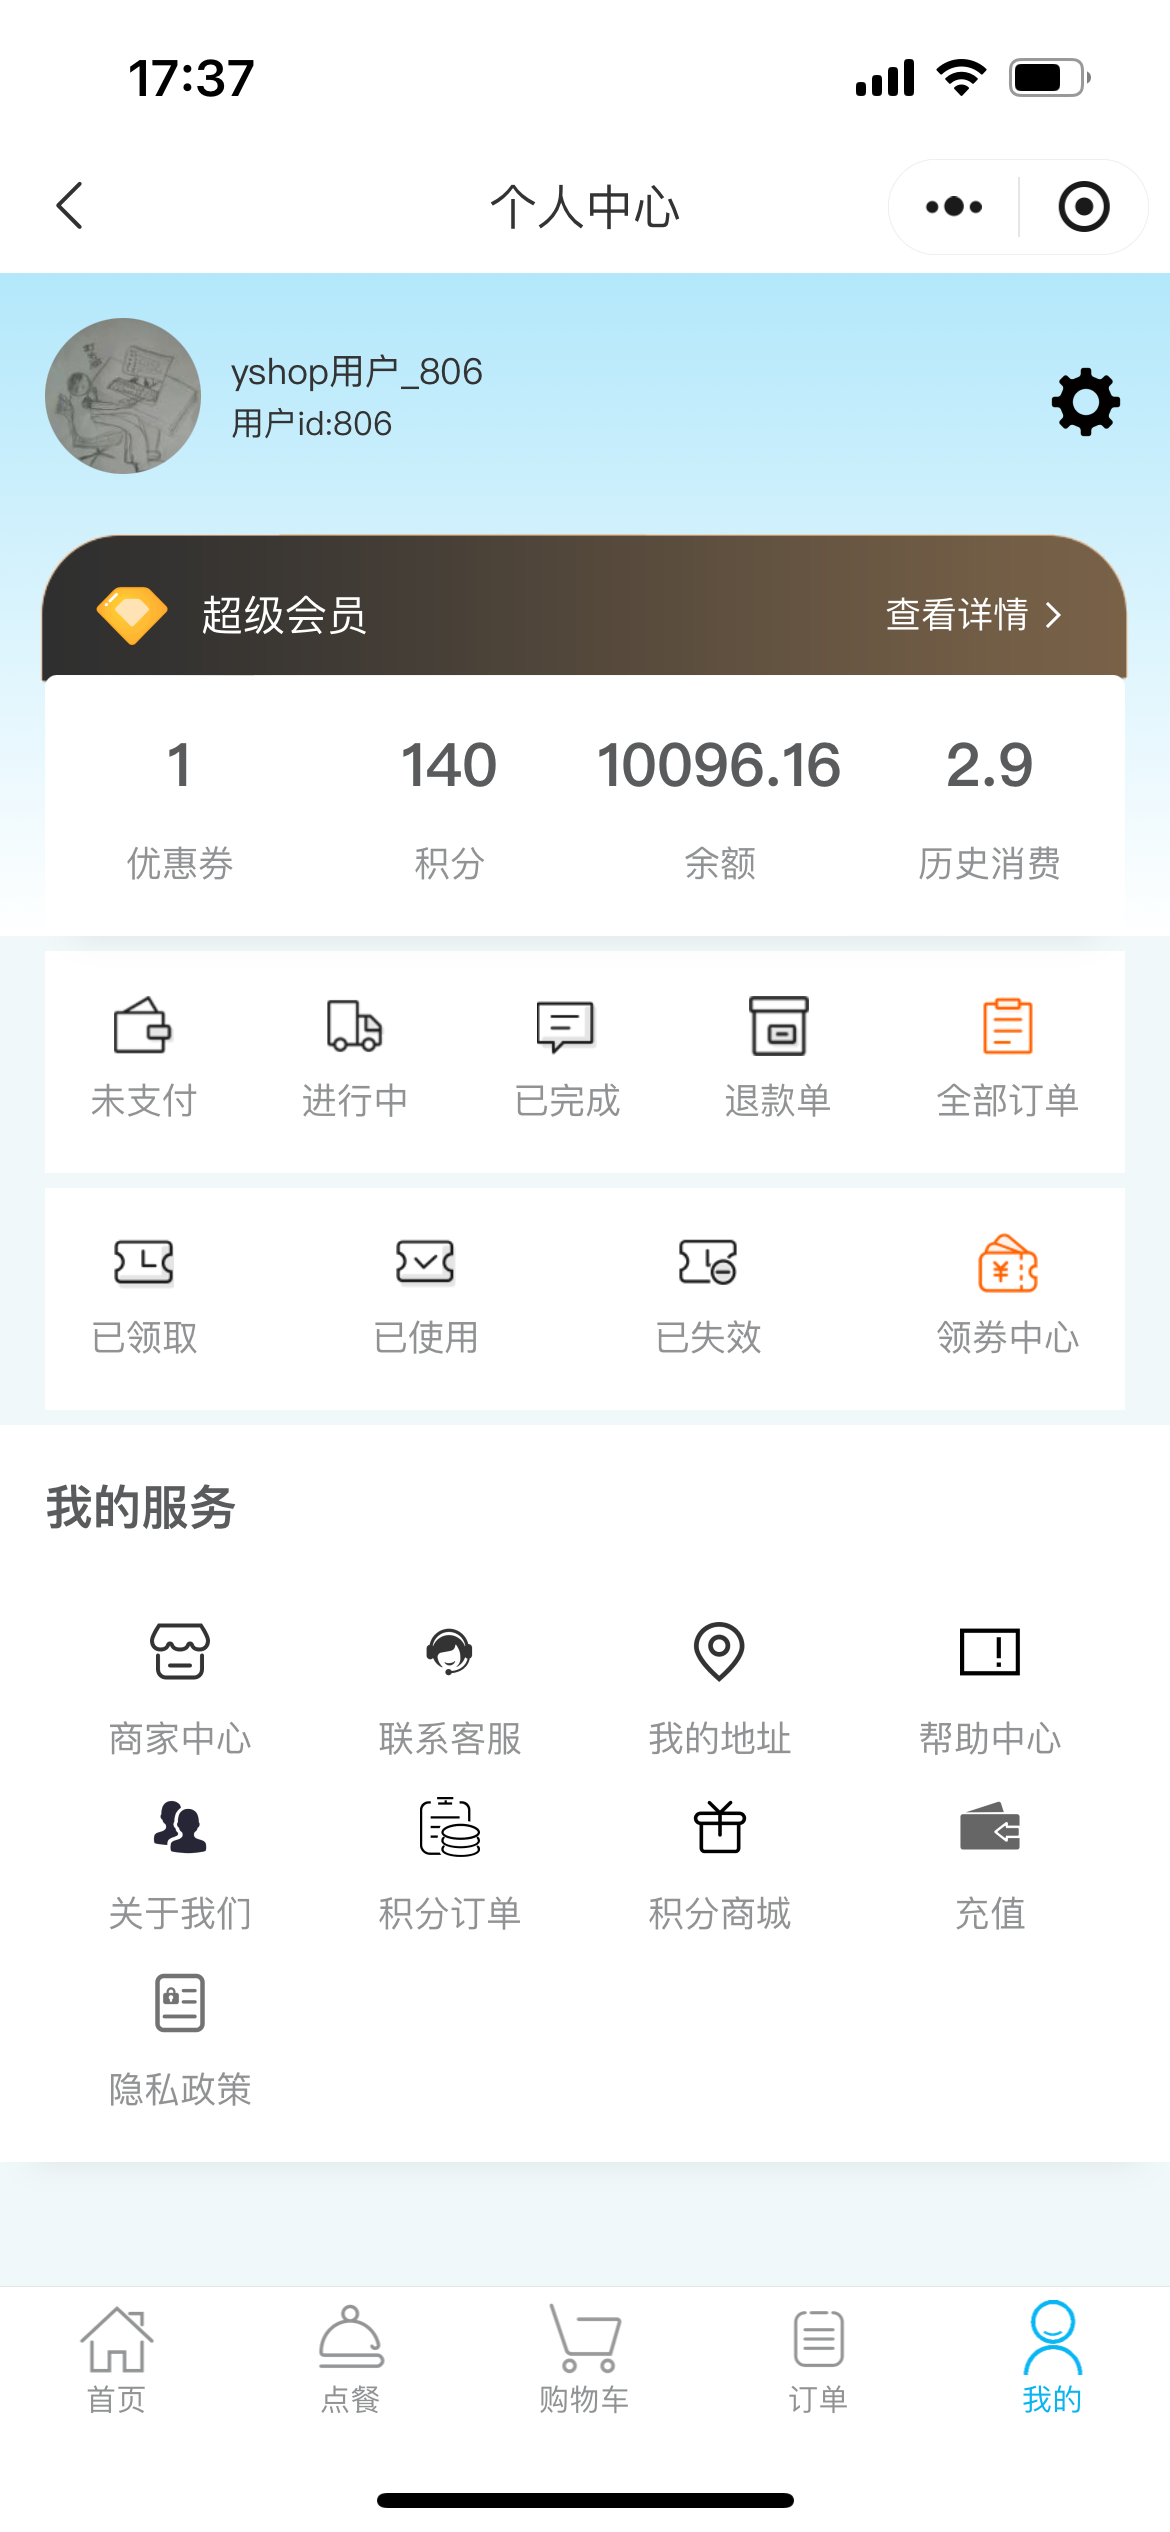 17:37
个人中心
yshop用户_806
用户id:806
超级会员 查看详情
1 140 10096.16 2.9
优惠券 积分 余额 历史消费
未支付 进行中 已完成 退款单 全部订单
已领取 已使用 已失效 领劵中心
我的服务
商家中心 联系客服 我的地址 帮助中心
关于我们 积分订单 积分商城 充值
隐私政策
首页 点餐 购物车 订单 我的